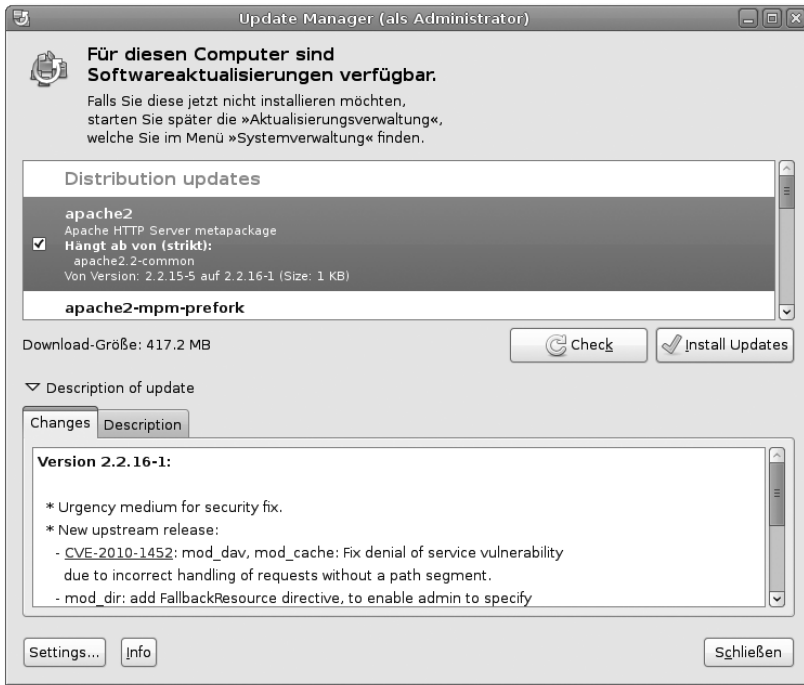 Update Manager (als Administrator)
Für diesen Computer sind
Softwareaktualisierungen verfügbar.
Falls Sie diese jetzt nicht installieren möchten,
starten Sie später die »Aktualisierungsverwaltung«,
welche Sie im Menü »Systemverwaltung« finden.
Distribution updates
apache2
Apache HTTP Server metapackage
Hängt ab von (strikt):
apache2.2-common
Von Version: 2.2.15-5 auf 2.2.16-1 (Size: 1 KB)
apache2-mpm-prefork
Download-Größe: 417.2 MB
Check
Install Updates
Description of update
Changes
Description
Version 2.2.16-1:
* Urgency medium for security fix.
* New upstream release:
- CVE-2010-1452: mod_dav, mod_cache: Fix denial of service vulnerability
due to incorrect handling of requests without a path segment.
- mod_dir: add FallbackResource directive, to enable admin to specify
Settings...
Info
Schließen